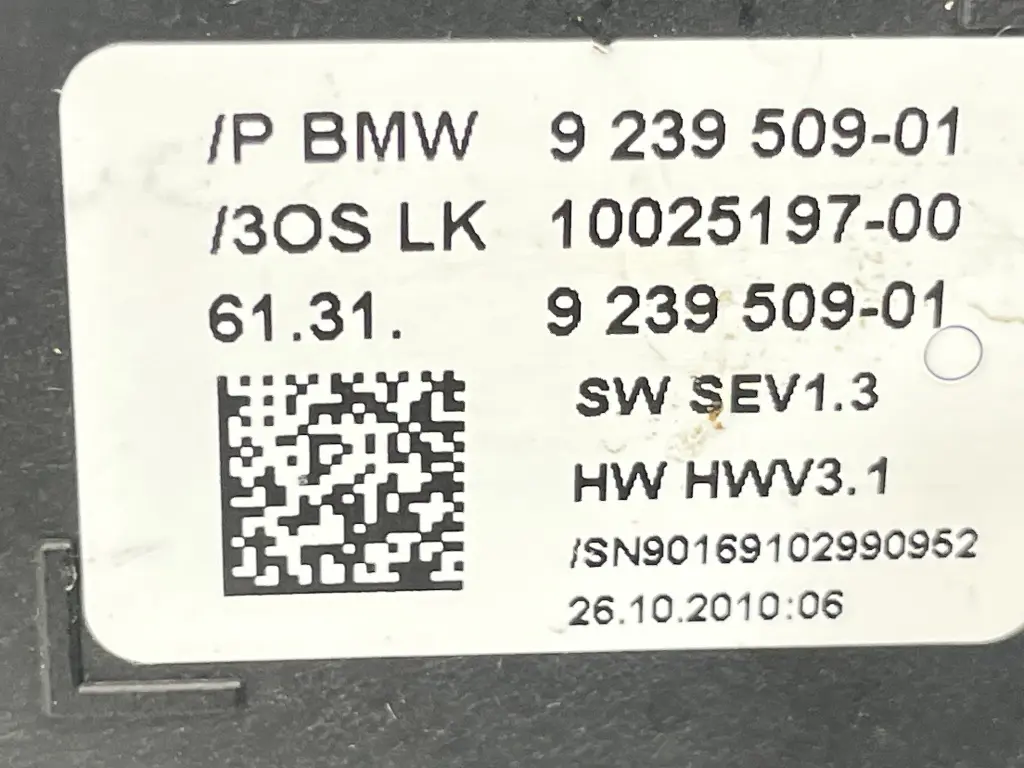 /P BMW 9 239 509-01
/3OS LK 10025197-00
61.31. 9 239 509-01
SW SEV1.3
HW HWV3.1
/SN90169102990952
26.10.2010:06